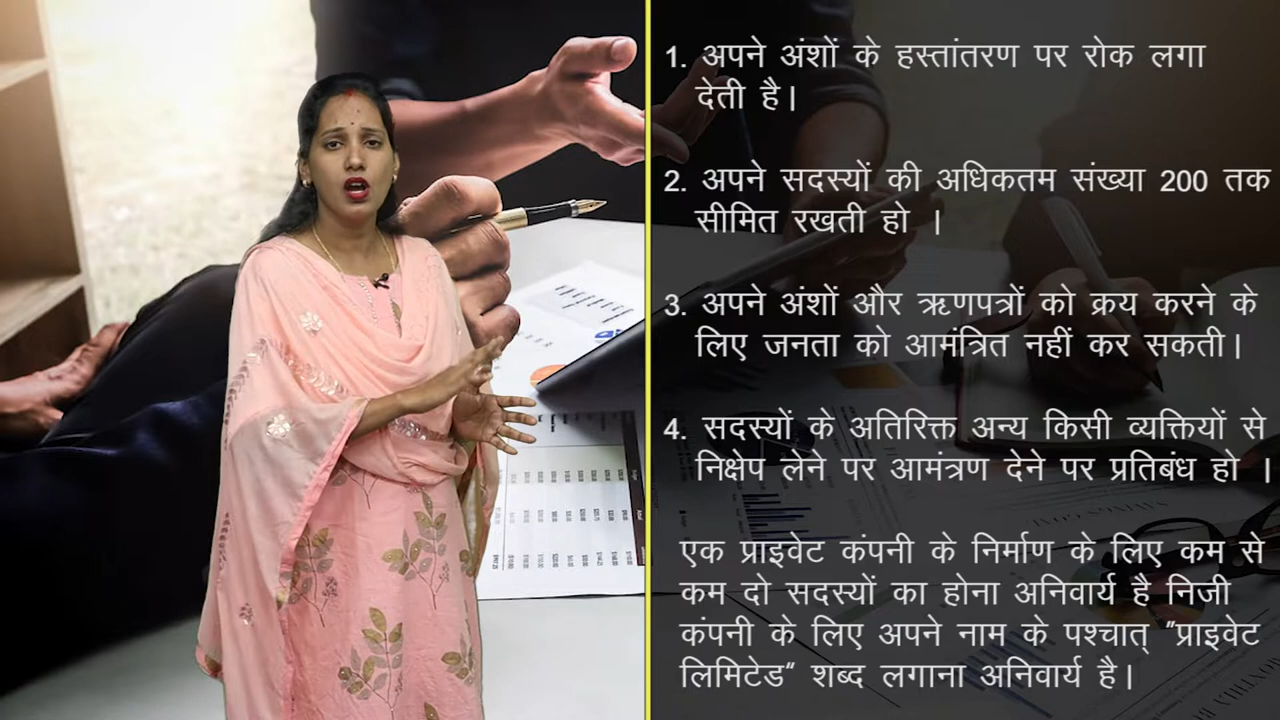 1. अपने अंशों के हस्तांतरण पर रोक लगा
देती है।
2. अपने सदस्यों की अधिकतम संख्या 200 तक
सीमित रखती हो ।
3. अपने अंशों और ऋणपत्रों को क्रय करने के
लिए जनता को आमंत्रित नहीं कर सकती।
4. सदस्यों के अतिरिक्त अन्य किसी व्यक्तियों से
निक्षेप लेने पर आमंत्रण देने पर प्रतिबंध हो ।
एक प्राइवेट कंपनी के निर्माण के लिए कम से
कम दो सदस्यों का होना अनिवार्य है निजी
कंपनी के लिए अपने नाम के पश्चात् "प्राइवेट
लिमिटेड" शब्द लगाना अनिवार्य है।